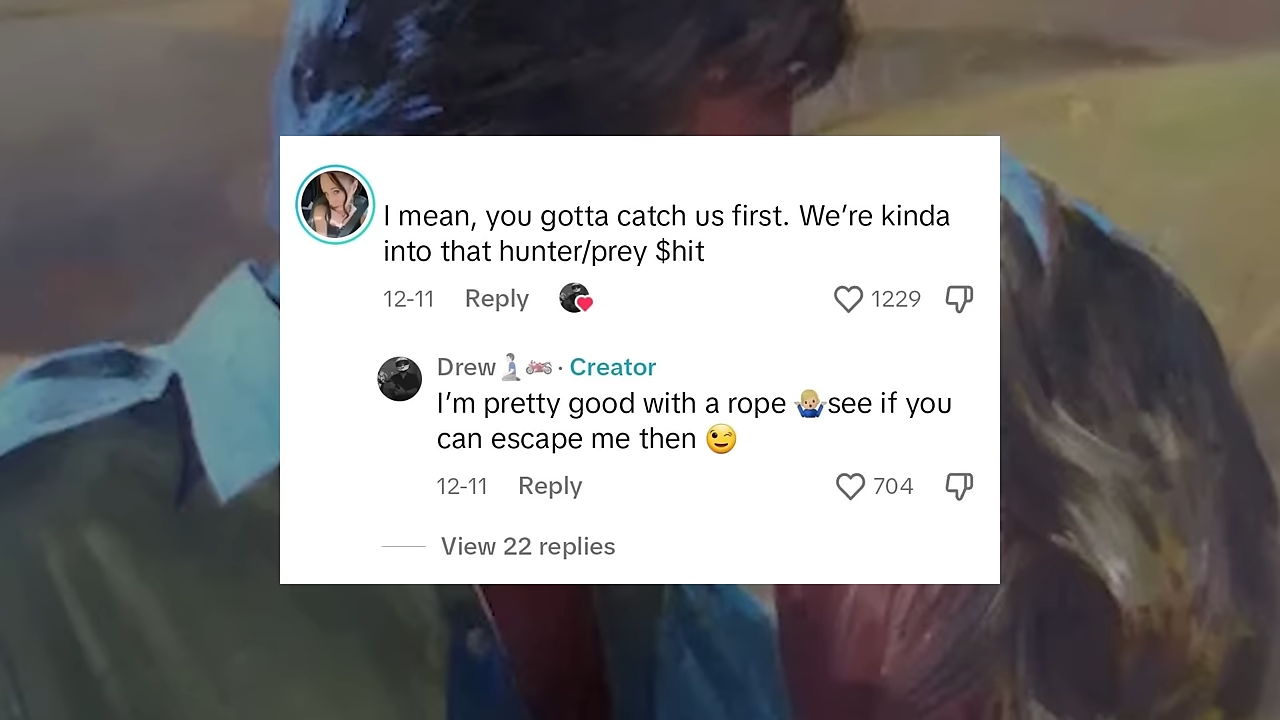 I mean, you gotta catch us first. We're kinda
into that hunter/prey $hit
12-11 Reply 1229
Drew 🧎🏻🏍️ · Creator
I'm pretty good with a rope 🤷🏼‍♂️see if you
can escape me then 😉
12-11 Reply 704
View 22 replies